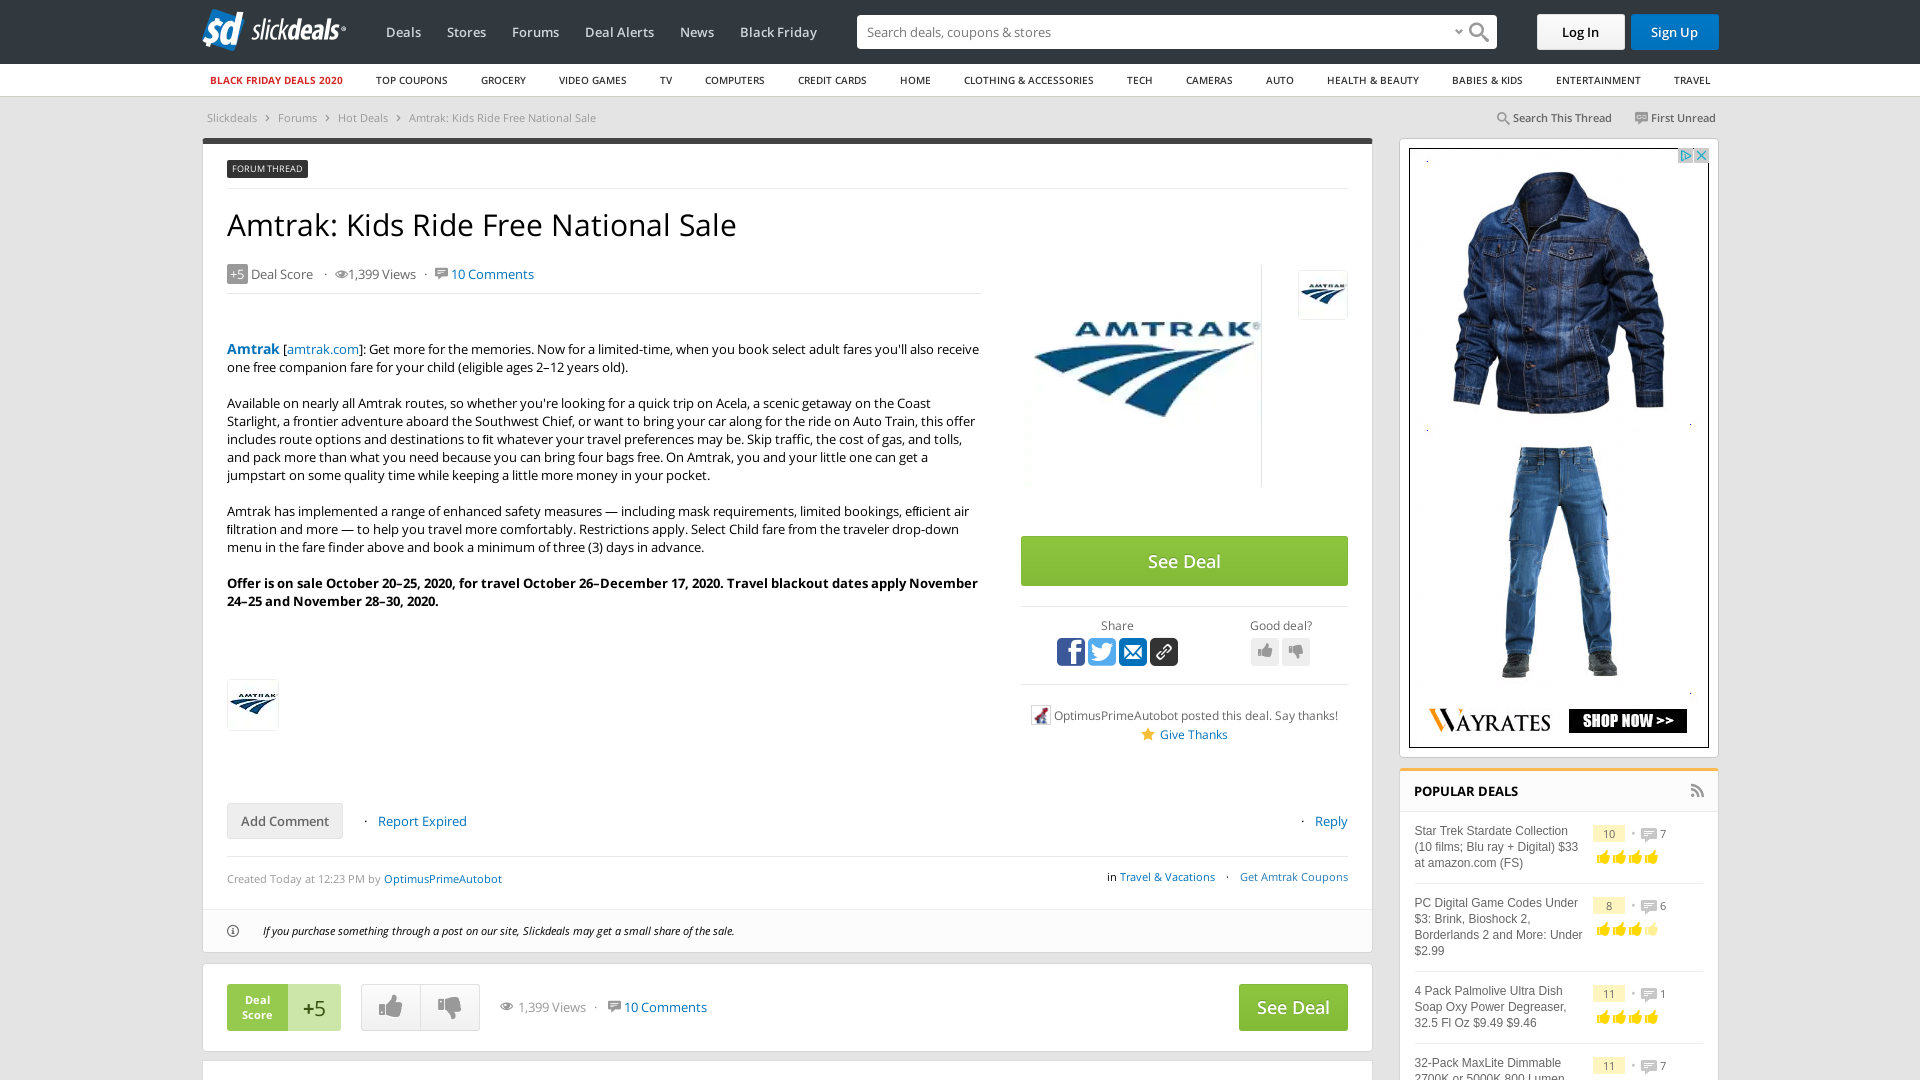 slickdeals
Deals
Stores
Forums
Deal Alerts
News
Black Friday
Search deals, coupons & stores
Log In
Sign Up
BLACK FRIDAY DEALS 2020
TOP COUPONS
GROCERY
VIDEO GAMES
TV
COMPUTERS
CREDIT CARDS
HOME
CLOTHING & ACCESSORIES
TECH
CAMERAS
AUTO
HEALTH & BEAUTY
BABIES & KIDS
ENTERTAINMENT
TRAVEL
Slickdeals > Forums > Hot Deals > Amtrak: Kids Ride Free National Sale
Search This Thread
First Unread
FORUM THREAD
Amtrak: Kids Ride Free National Sale
+5 Deal Score · 1,399 Views · 10 Comments
Amtrak [amtrak.com]: Get more for the memories. Now for a limited-time, when you book select adult fares you'll also receive
one free companion fare for your child (eligible ages 2–12 years old).
Available on nearly all Amtrak routes, so whether you're looking for a quick trip on Acela, a scenic getaway on the Coast
Starlight, a frontier adventure aboard the Southwest Chief, or want to bring your car along for the ride on Auto Train, this offer
includes route options and destinations to fit whatever your travel preferences may be. Skip traffic, the cost of gas, and tolls,
and pack more than what you need because you can bring four bags free. On Amtrak, you and your little one can get a
jumpstart on some quality time while keeping a little more money in your pocket.
Amtrak has implemented a range of enhanced safety measures — including mask requirements, limited bookings, efficient air
filtration and more — to help you travel more comfortably. Restrictions apply. Select Child fare from the traveler drop-down
menu in the fare finder above and book a minimum of three (3) days in advance.
Offer is on sale October 20–25, 2020, for travel October 26–December 17, 2020. Travel blackout dates apply November
24–25 and November 28–30, 2020.
AMTRAK
AMTRAK®
AMTRAK
See Deal
Share
Good deal?
OptimusPrimeAutobot posted this deal. Say thanks!
Give Thanks
Add Comment
· Report Expired
· Reply
Created Today at 12:23 PM by OptimusPrimeAutobot
in Travel & Vacations · Get Amtrak Coupons
If you purchase something through a post on our site, Slickdeals may get a small share of the sale.
Deal
Score
+5
1,399 Views · 10 Comments
See Deal
WAYRATES
SHOP NOW >>
POPULAR DEALS
Star Trek Stardate Collection
(10 films; Blu ray + Digital) $33
at amazon.com (FS)
10 • 7
PC Digital Game Codes Under
$3: Brink, Bioshock 2,
Borderlands 2 and More: Under
$2.99
8 • 6
4 Pack Palmolive Ultra Dish
Soap Oxy Power Degreaser,
32.5 Fl Oz $9.49 $9.46
11 • 1
32-Pack MaxLite Dimmable
2700K or 5000K 800 Lumen
11 • 7